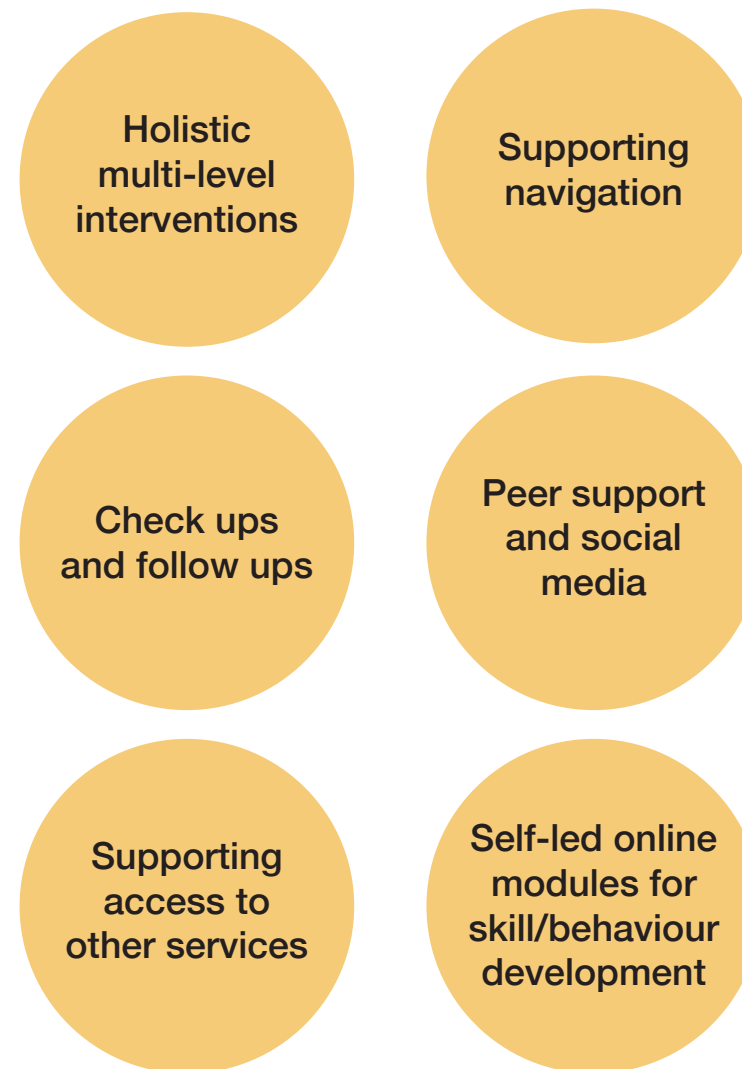 Holistic
multi-level
interventions
Supporting
navigation
Check ups
and follow ups
Peer support
and social
media
Supporting
access to
other services
Self-led online
modules for
skill/behaviour
development